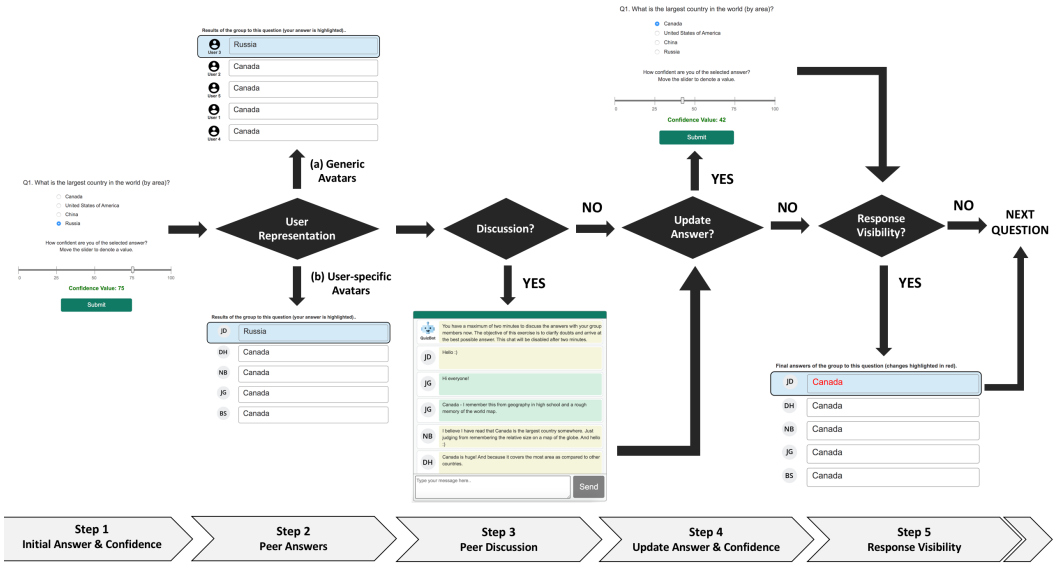 Q1. What is the largest country in the world (by area)?
Canada
United States of America
China
Russia
How confident are you of the selected answer?
Move the slider to denote a value.
0 25 50 75 100
Confidence Value: 75
Submit
Results of the group to this question (your answer is highlighted)..
User 3
Russia
User 2
Canada
User 5
Canada
User 1
Canada
User 4
Canada
(a) Generic
Avatars
User
Representation
(b) User-specific
Avatars
Results of the group to this question (your answer is highlighted)..
JD Russia
DH Canada
NB Canada
JG Canada
BS Canada
Discussion?
NO
YES
QuizBot
You have a maximum of two minutes to discuss the answers with your group
members now. The objective of this exercise is to clarify doubts and arrive at
the best possible answer. This chat will be disabled after two minutes.
JD
Hello :)
JG
Hi everyone!
JG
Canada - I remember this from geography in high school and a rough
memory of the world map.
NB
I believe I have read that Canada is the largest country somewhere. Just
judging from remembering the relative size on a map of the globe. And hello
:)
DH
Canada is huge! And because it covers the most area as compared to other
countries.
Type your message here..
Send
Update
Answer?
YES
NO
Q1. What is the largest country in the world (by area)?
Canada
United States of America
China
Russia
How confident are you of the selected answer?
Move the slider to denote a value.
0 25 50 75 100
Confidence Value: 42
Submit
Response
Visibility?
NO
YES
NEXT
QUESTION
Final answers of the group to this question (changes highlighted in red).
JD Canada
DH Canada
NB Canada
JG Canada
BS Canada
Step 1
Initial Answer & Confidence
Step 2
Peer Answers
Step 3
Peer Discussion
Step 4
Update Answer & Confidence
Step 5
Response Visibility